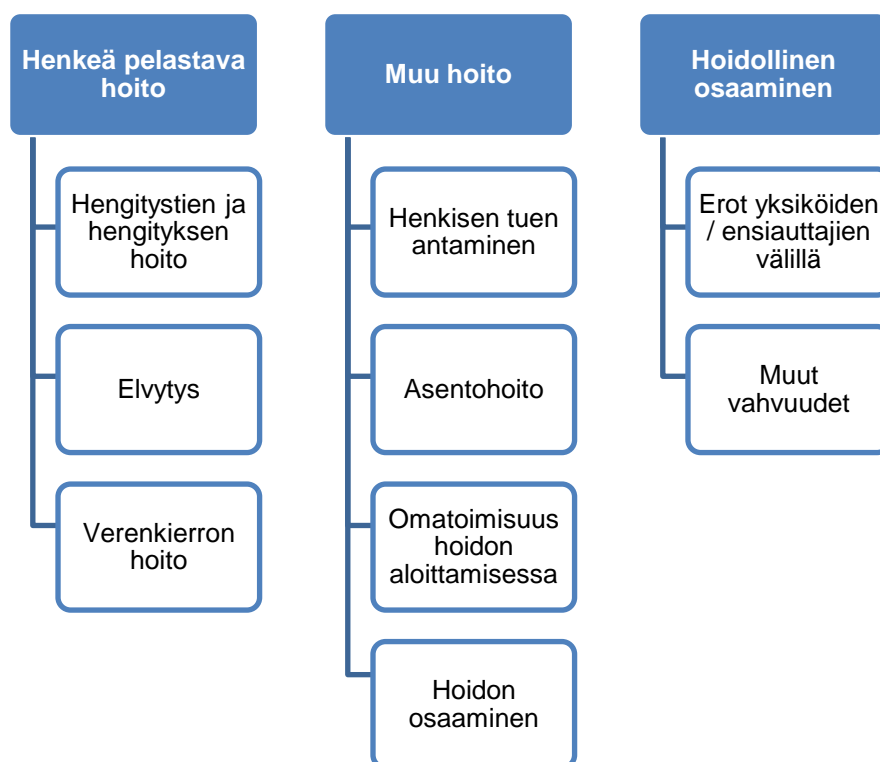 Henkeä pelastava
hoito
Hengitystien ja
hengityksen
hoito
Elvytys
Verenkierron
hoito
Muu hoito
Henkisen tuen
antaminen
Asentohoito
Omatoimisuus
hoidon
aloittamisessa
Hoidon
osaaminen
Hoidollinen
osaaminen
Erot yksiköiden
/ ensiauttajien
välillä
Muut
vahvuudet